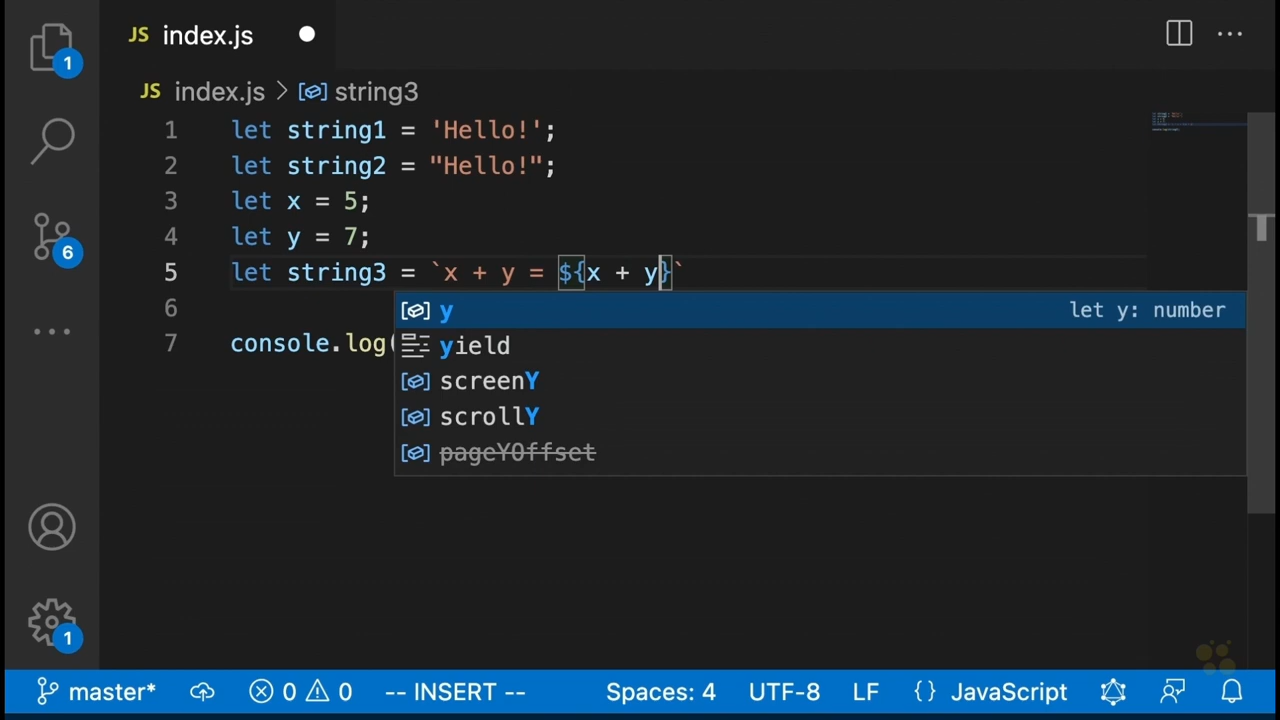 JS index.js
1
JS index.js > string3
1 let string1 = 'Hello!';
2 let string2 = "Hello!";
3 let x = 5;
4 let y = 7;
5 let string3 = `x + y = ${x + y}`
6
7 console.log(
y let y: number
yield
screenY
scrollY
pageYOffset
6
1
master* 0 0 -- INSERT -- Spaces: 4 UTF-8 LF {} JavaScript